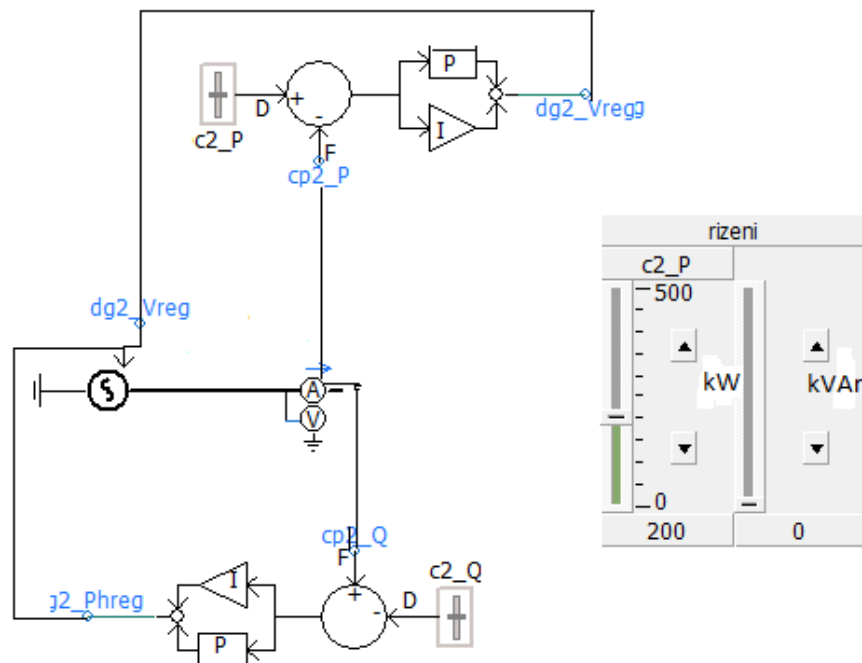 P
+
D
-
dg2_Vregg
I
c2_P
F
cp2_P
rizeni
c2_P
500
dg2_Vreg
kW
kVAr
A
V
0
200
0
cp2_Q
F
c2_Q
I
+
g2_Phreg
-
D
P